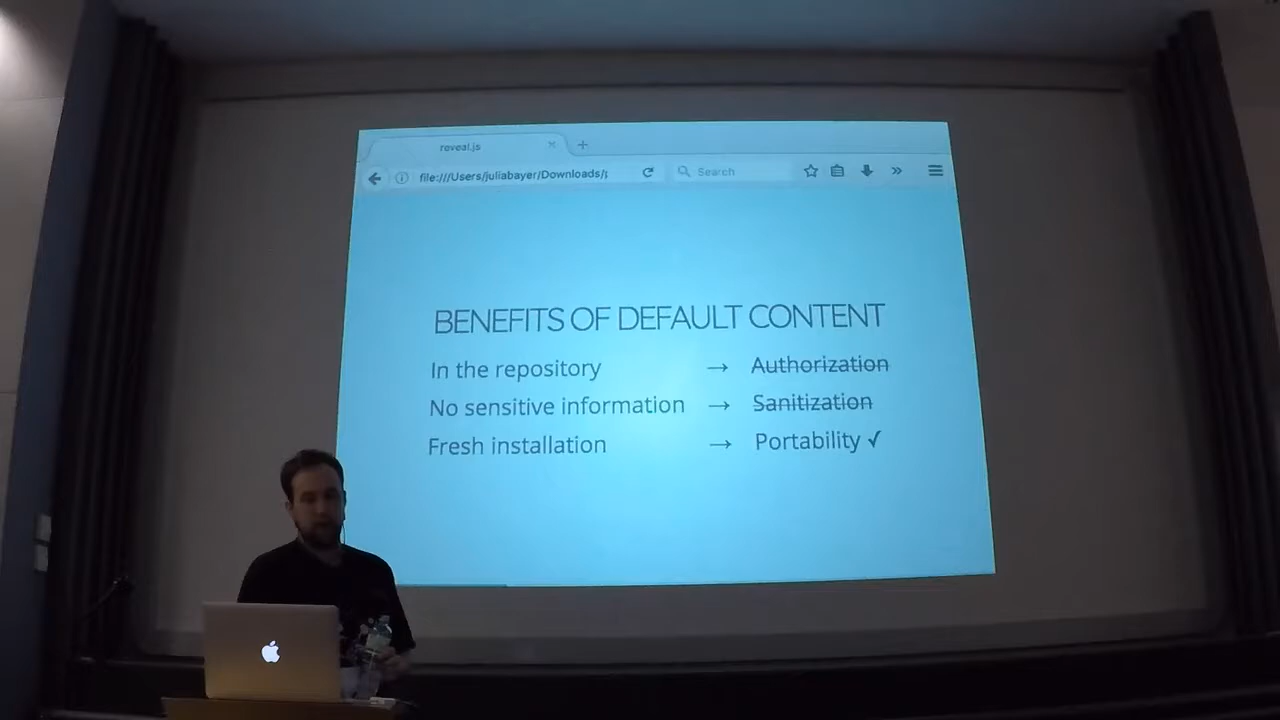 reveal.js
file:///Users/juliabayer/Downloads/
Search
BENEFITS OF DEFAULT CONTENT
In the repository → Authorization
No sensitive information → Sanitization
Fresh installation → Portability ✓